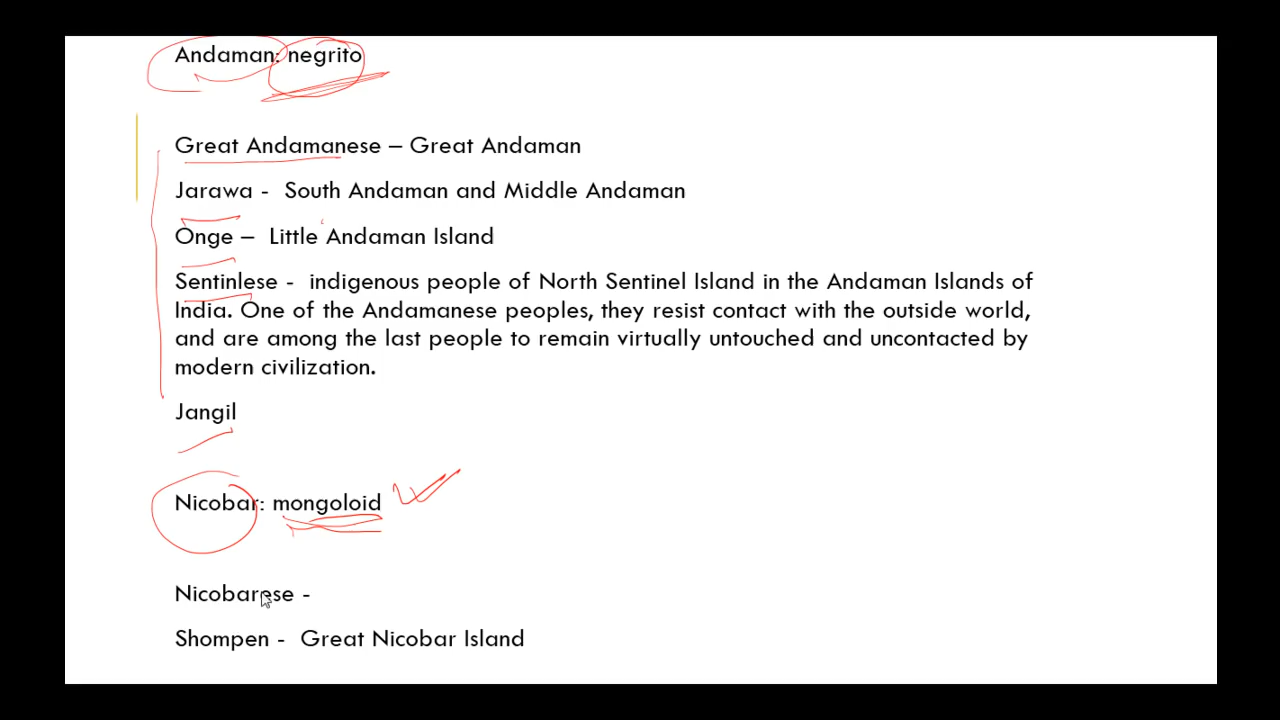 Andaman: negrito
Great Andamanese – Great Andaman
Jarawa -  South Andaman and Middle Andaman
Onge –  Little Andaman Island
Sentinlese -  indigenous people of North Sentinel Island in the Andaman Islands of
India. One of the Andamanese peoples, they resist contact with the outside world,
and are among the last people to remain virtually untouched and uncontacted by
modern civilization.
Jangil
Nicobar: mongoloid
Nicobarese -
Shompen -  Great Nicobar Island